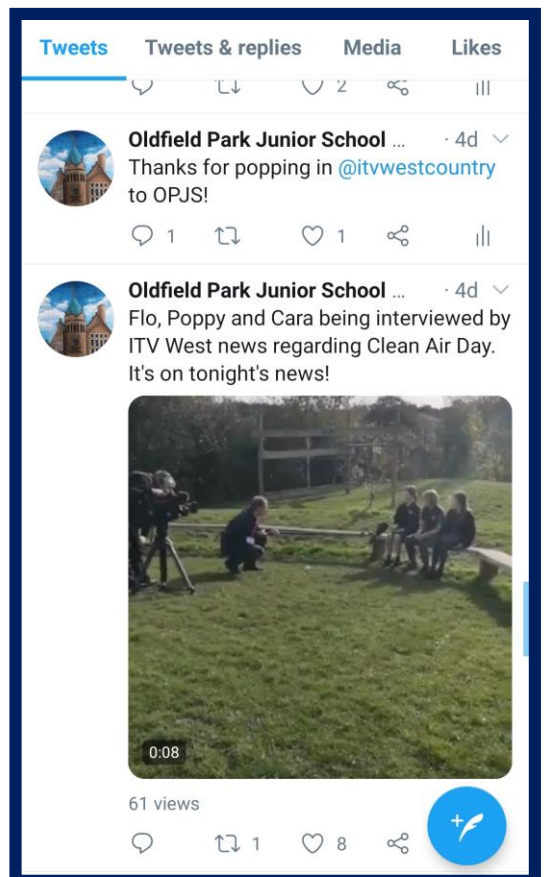 Tweets Tweets & replies Media Likes
2
Oldfield Park Junior School ... · 4d
Thanks for popping in @itvwestcountry
to OPJS!
1 1
Oldfield Park Junior School ... · 4d
Flo, Poppy and Cara being interviewed by
ITV West news regarding Clean Air Day.
It's on tonight's news!
0:08
61 views
1 8